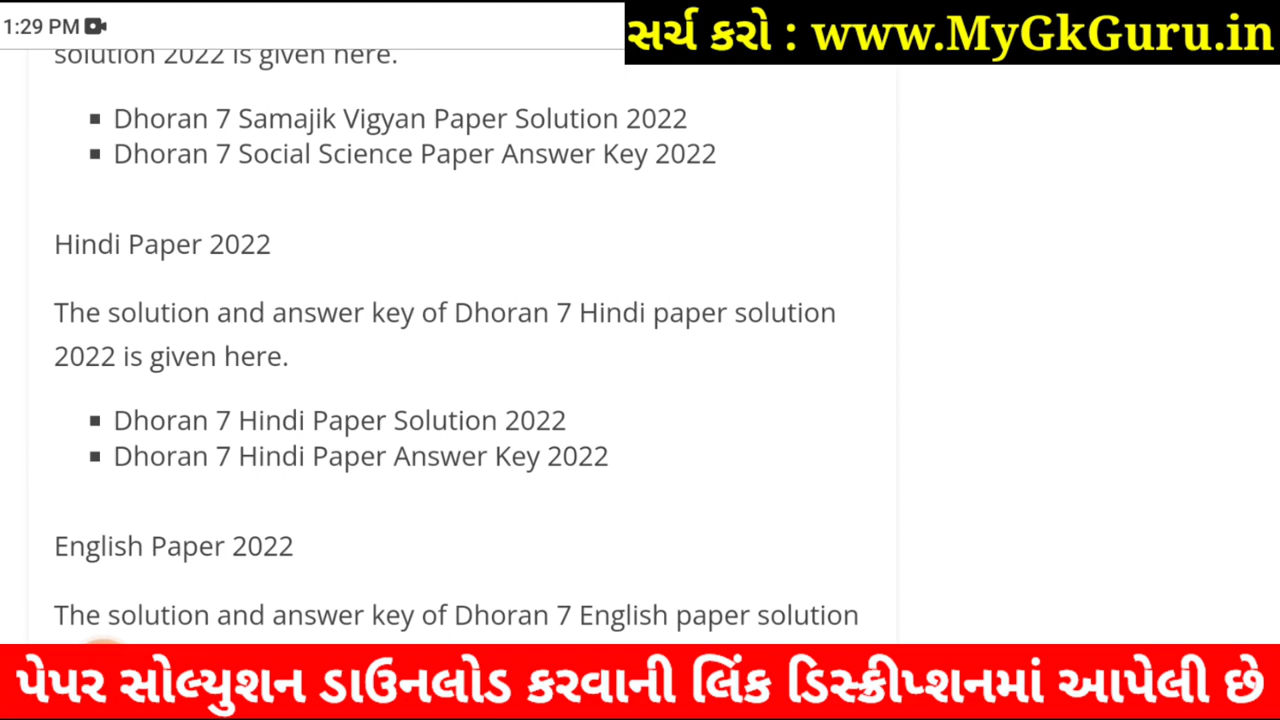 1:29 PM
સર્ચ કરો : www.MyGkGuru.in
solution 2022 is given here.
▪ Dhoran 7 Samajik Vigyan Paper Solution 2022
▪ Dhoran 7 Social Science Paper Answer Key 2022
Hindi Paper 2022
The solution and answer key of Dhoran 7 Hindi paper solution
2022 is given here.
▪ Dhoran 7 Hindi Paper Solution 2022
▪ Dhoran 7 Hindi Paper Answer Key 2022
English Paper 2022
The solution and answer key of Dhoran 7 English paper solution
પેપર સોલ્યુશન ડાઉનલોડ કરવાની લિંક ડિસ્ક્રીપ્શનમાં આપેલી છે